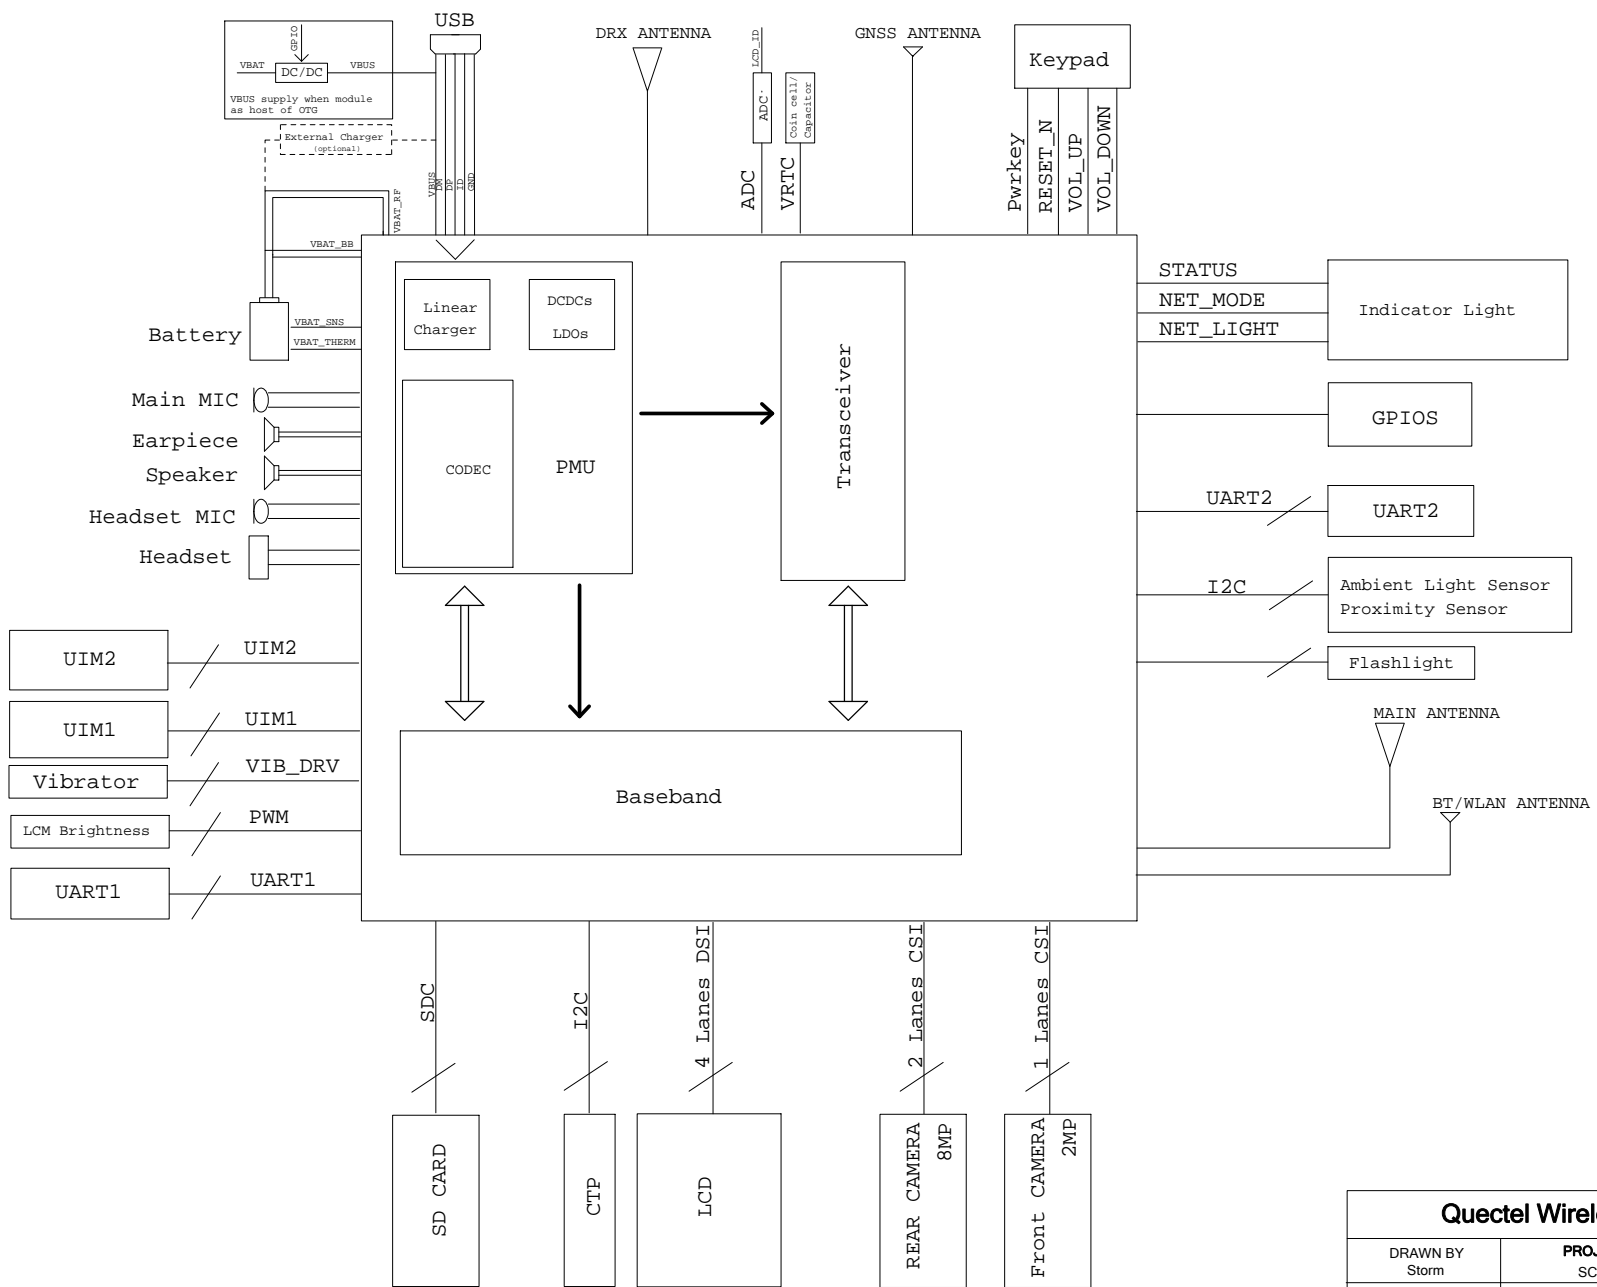 USB
GPIO
VBAT
DC/DC
VBUS
VBUS supply when module
as host of OTG
External Charger
(optional)
VBUS
DM
DP
ID
GND
VBAT_RF
VBAT_BB
DRX ANTENNA
LCD_ID
ADC
Coin cell/
Capacitor
ADC
VRTC
GNSS ANTENNA
Keypad
Pwrkey
RESET_N
VOL_UP
VOL_DOWN
Battery
VBAT_SNS
VBAT_THERM
Main MIC
Earpiece
Speaker
Headset MIC
Headset
Linear
Charger
DCDCs
LDOs
CODEC
PMU
Transceiver
Baseband
STATUS
NET_MODE
NET_LIGHT
Indicator Light
GPIOS
UART2
UART2
I2C
Ambient Light Sensor
Proximity Sensor
Flashlight
MAIN ANTENNA
BT/WLAN ANTENNA
UIM2
UIM2
UIM1
UIM1
Vibrator
VIB_DRV
LCM Brightness
PWM
UART1
UART1
SDC
I2C
4 Lanes DSI
2 Lanes CSI
1 Lanes CSI
SD CARD
CTP
LCD
REAR CAMERA
8MP
Front CAMERA
2MP
Quectel Wirel
DRAWN BY
Storm
PROJ
SC